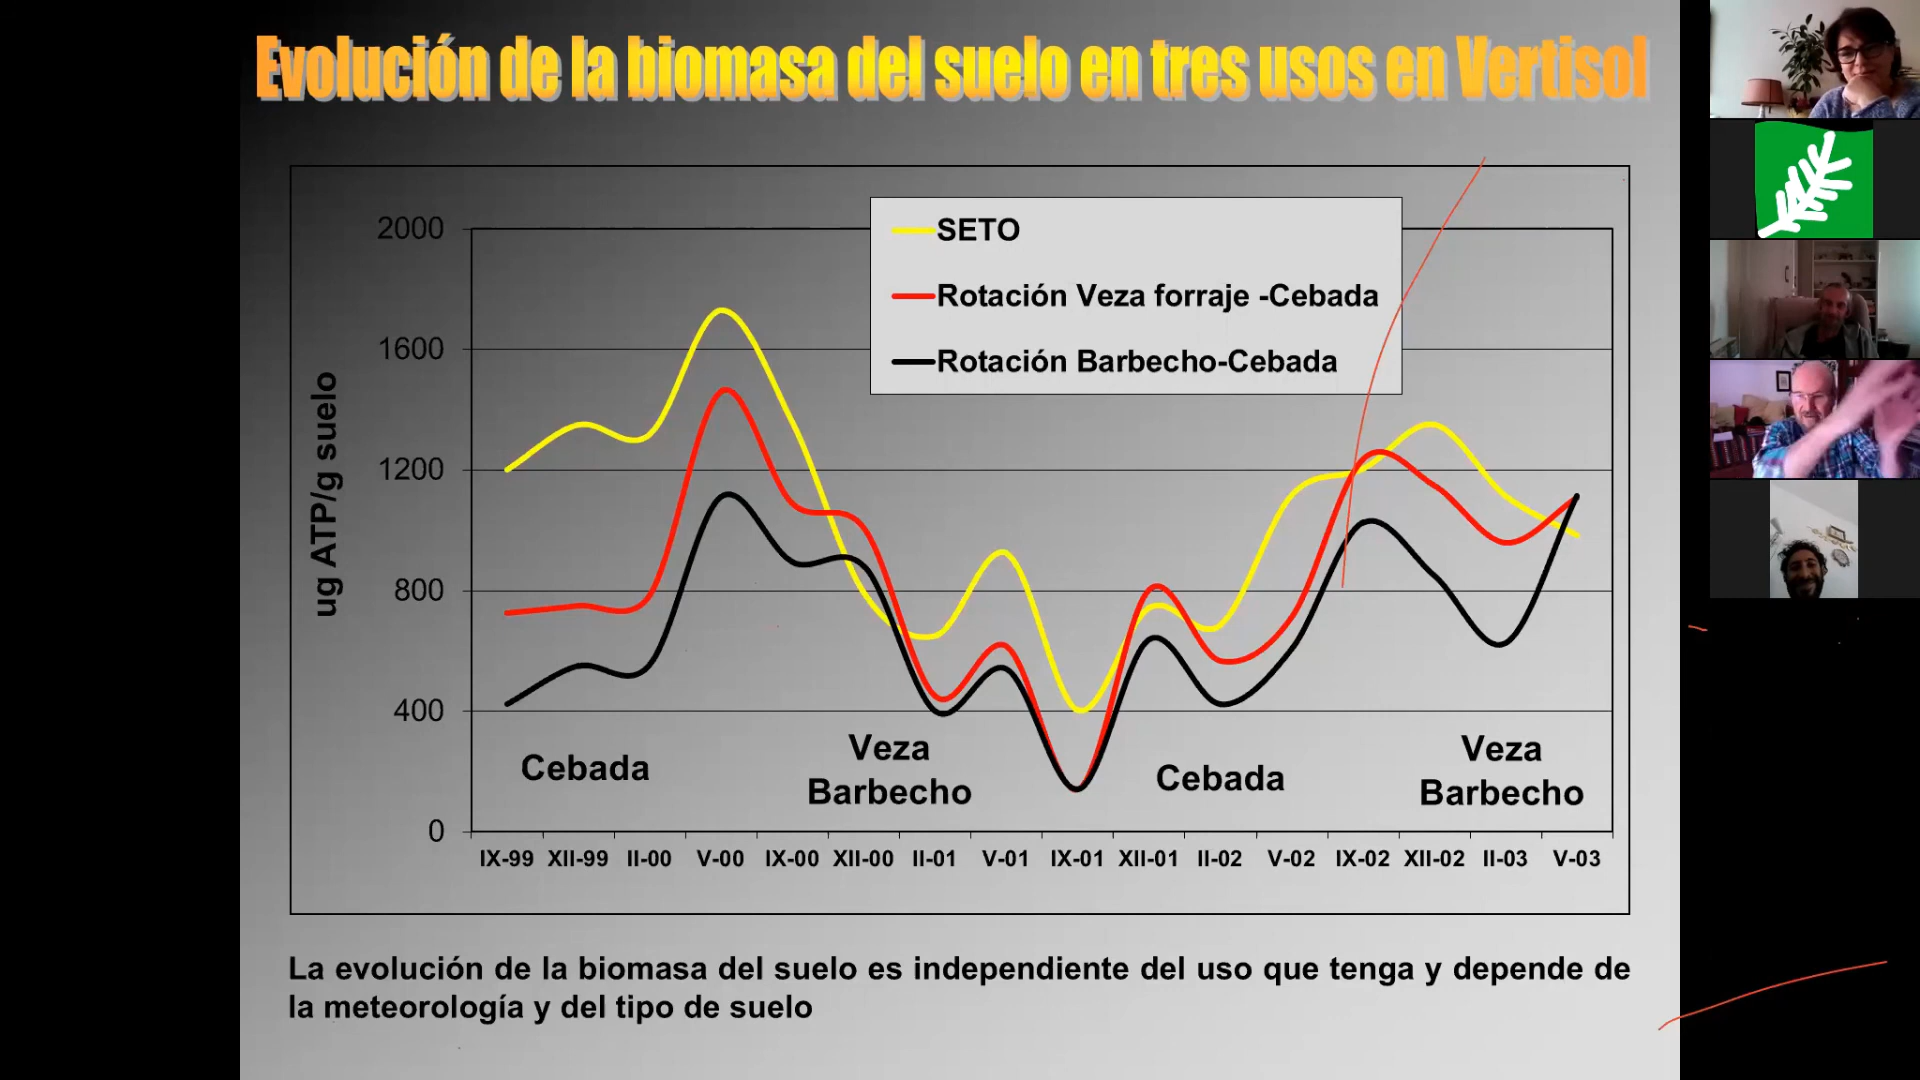 Evolución de la biomasa del suelo en tres usos en Vertisol
SETO
Rotación Veza forraje -Cebada
Rotación Barbecho-Cebada
ug ATP/g suelo
2000
1600
1200
800
400
0
Cebada
Veza
Barbecho
Cebada
Veza
Barbecho
IX-99 XII-99 II-00 V-00 IX-00 XII-00 II-01 V-01 IX-01 XII-01 II-02 V-02 IX-02 XII-02 II-03 V-03
La evolución de la biomasa del suelo es independiente del uso que tenga y depende de
la meteorología y del tipo de suelo